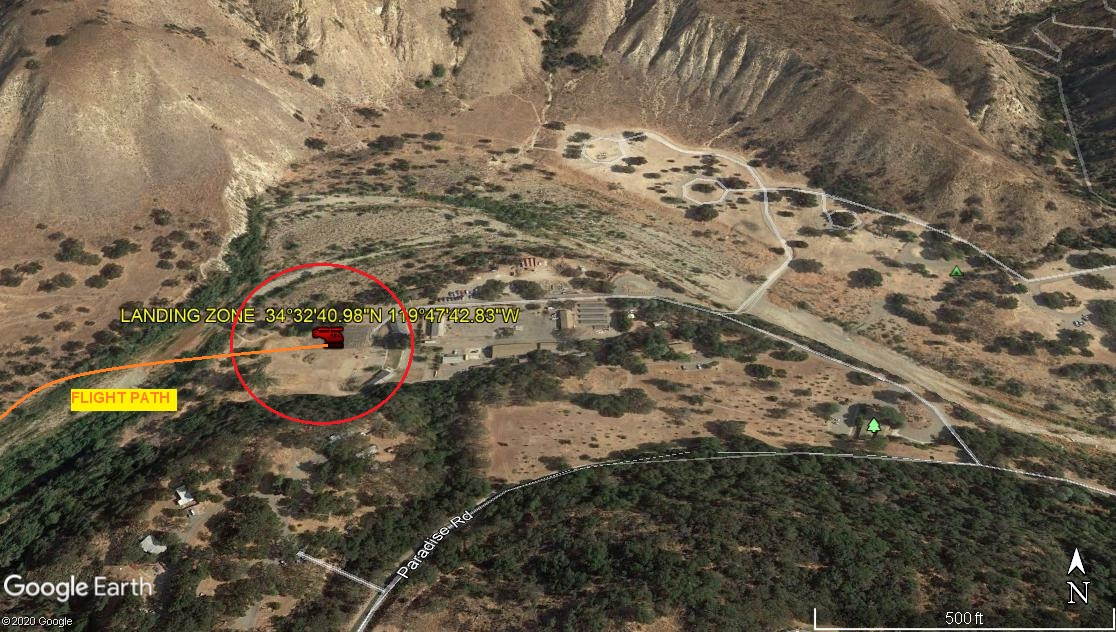 LANDING ZONE  34°32'40.98"N 119°47'42.83"W
FLIGHT PATH
Paradise Rd
Google Earth
©2020 Google
N
500 ft